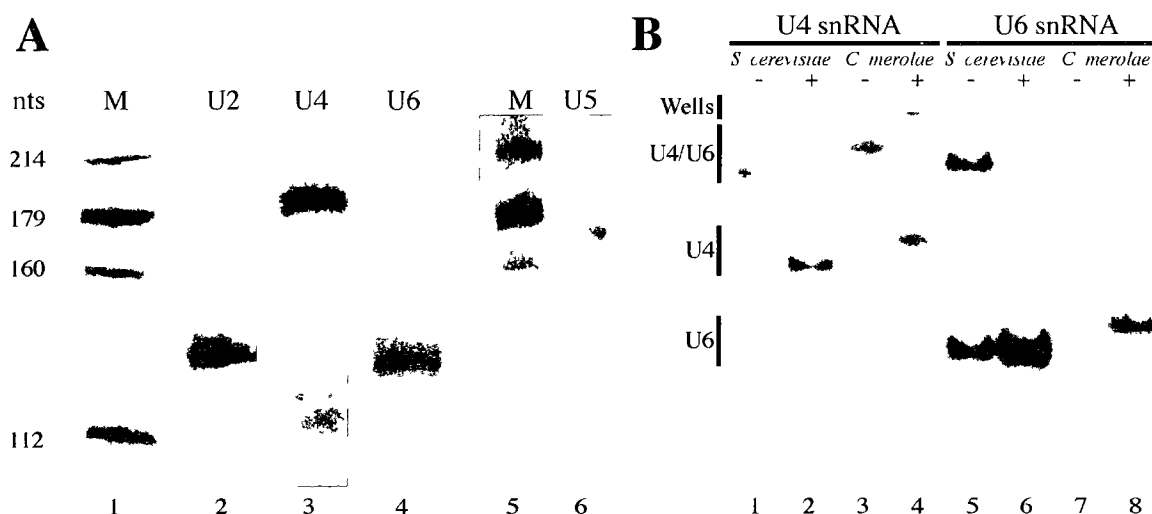 A
nts M U2 U4 U6 M U5
214
179
160
112
1 2 3 4 5 6
B
U4 snRNA U6 snRNA
S cerevisiae C merolae S cerevisiae C merolae
- + - + - + - +
Wells
U4/U6
U4
U6
1 2 3 4 5 6 7 8